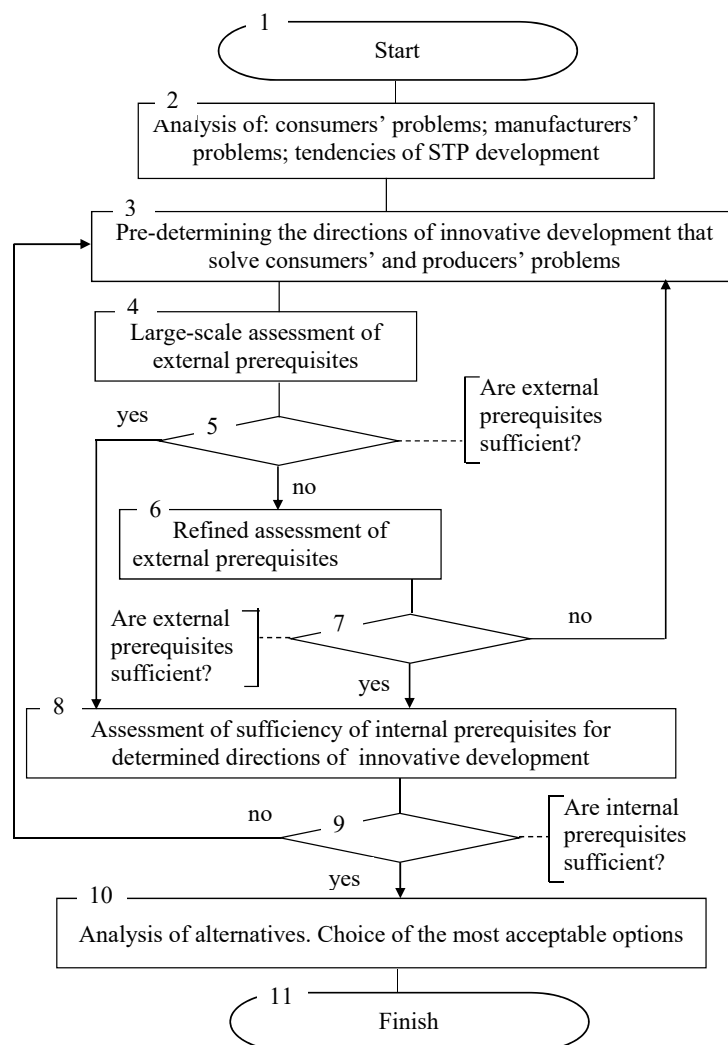 1
Start
2
Analysis of: consumers’ problems; manufacturers’
problems; tendencies of STP development
3
Pre-determining the directions of innovative development that
solve consumers’ and producers’ problems
4
Large-scale assessment of
external prerequisites
yes
5
Are external
prerequisites
sufficient?
no
6
Refined assessment of
external prerequisites
Are external
prerequisites
sufficient?
7
no
yes
8
Assessment of sufficiency of internal prerequisites for
determined directions of innovative development
no
9
Are internal
prerequisites
sufficient?
yes
10
Analysis of alternatives. Choice of the most acceptable options
11
Finish